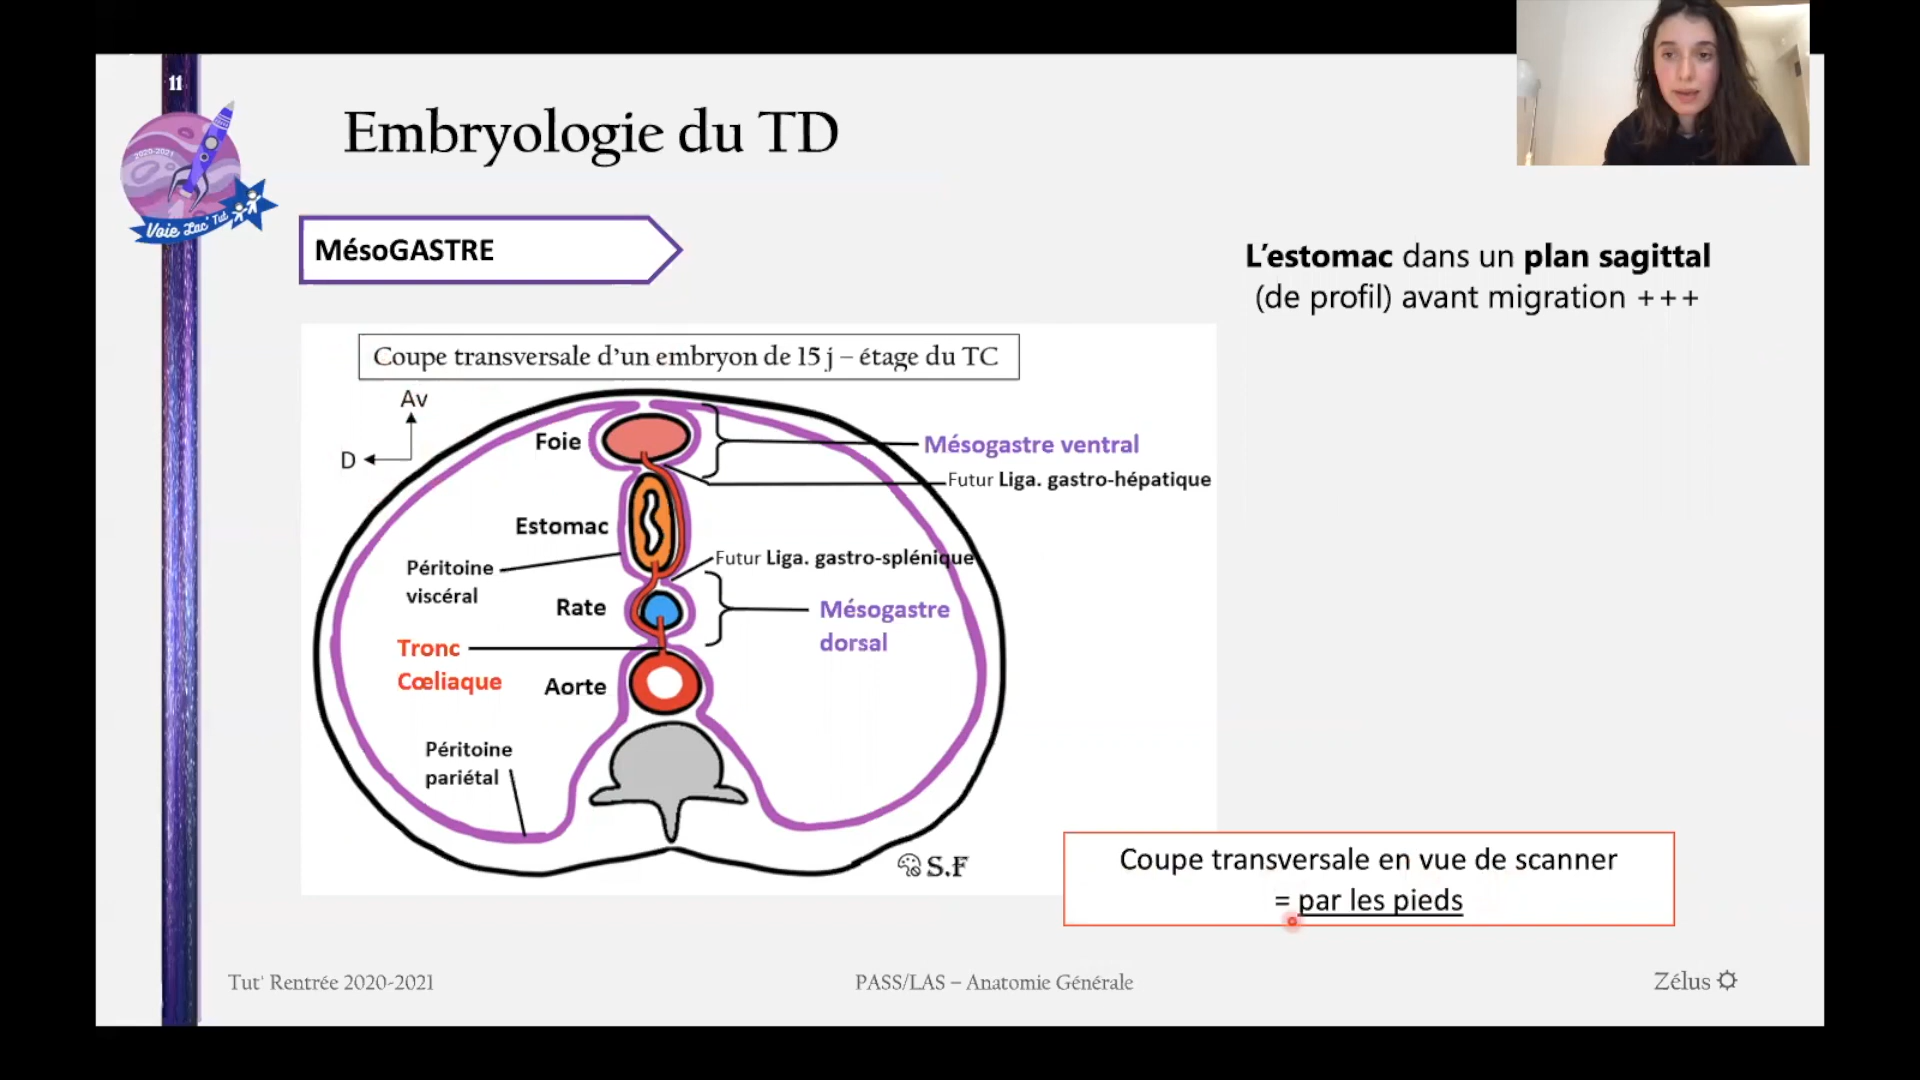 11
Embryologie du TD
2020-2021
Voie Lac' Tut
MésoGASTRE
L'estomac dans un plan sagittal
(de profil) avant migration +++
Coupe transversale d'un embryon de 15 j – étage du TC
Av
D
Foie
Mésogastre ventral
Futur Liga. gastro-hépatique
Estomac
Futur Liga. gastro-splénique
Péritoine
viscéral
Rate
Mésogastre
dorsal
Tronc
Cœliaque
Aorte
Péritoine
pariétal
S.F
Coupe transversale en vue de scanner
= par les pieds
Tut' Rentrée 2020-2021
PASS/LAS – Anatomie Générale
Zélus